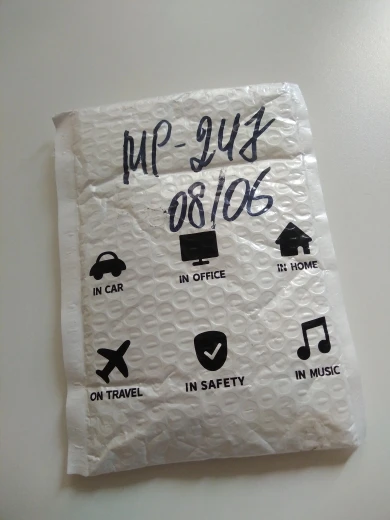 MP-247
08/06
IN CAR
IN OFFICE
IN HOME
ON TRAVEL
IN SAFETY
IN MUSIC